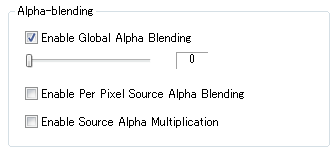 Alpha-blending
Enable Global Alpha Blending
0
Enable Per Pixel Source Alpha Blending
Enable Source Alpha Multiplication